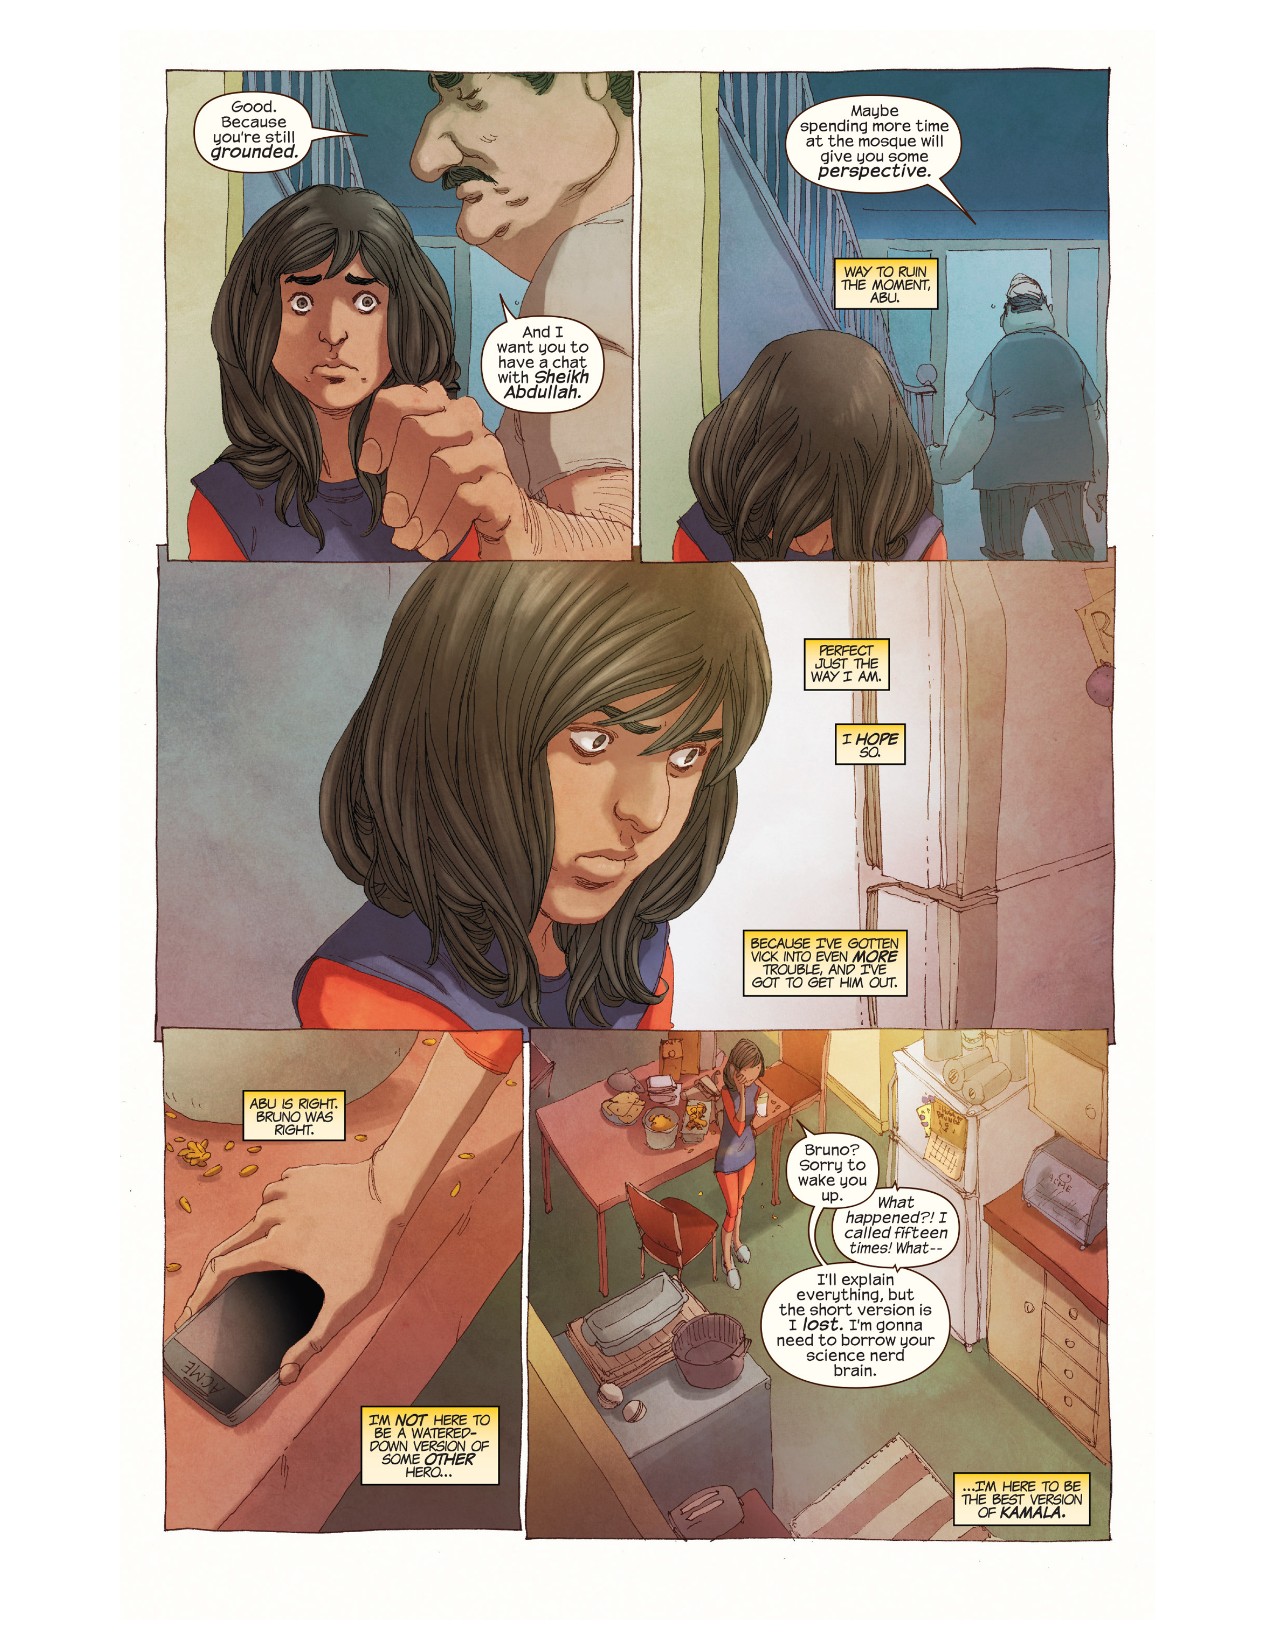 Good.
Because
you're still
grounded.
And I
want you to
have a chat
with Sheikh
Abdullah.
Maybe
spending more time
at the mosque will
give you some
perspective.
WAY TO RUIN
THE MOMENT,
ABU.
PERFECT
JUST THE
WAY I AM.
I HOPE
SO.
BECAUSE I'VE GOTTEN
VICK INTO EVEN MORE
TROUBLE, AND I'VE
GOT TO GET HIM OUT.
ABU IS RIGHT.
BRUNO WAS
RIGHT.
ACME
I'M NOT HERE TO
BE A WATERED-
DOWN VERSION OF
SOME OTHER
HERO...
Bruno?
Sorry to
wake you
up.
What
happened?! I
called fifteen
times! What--
I'll explain
everything, but
the short version is
I lost. I'm gonna
need to borrow your
science nerd
brain.
ACME
...I'M HERE TO BE
THE BEST VERSION
OF KAMALA.